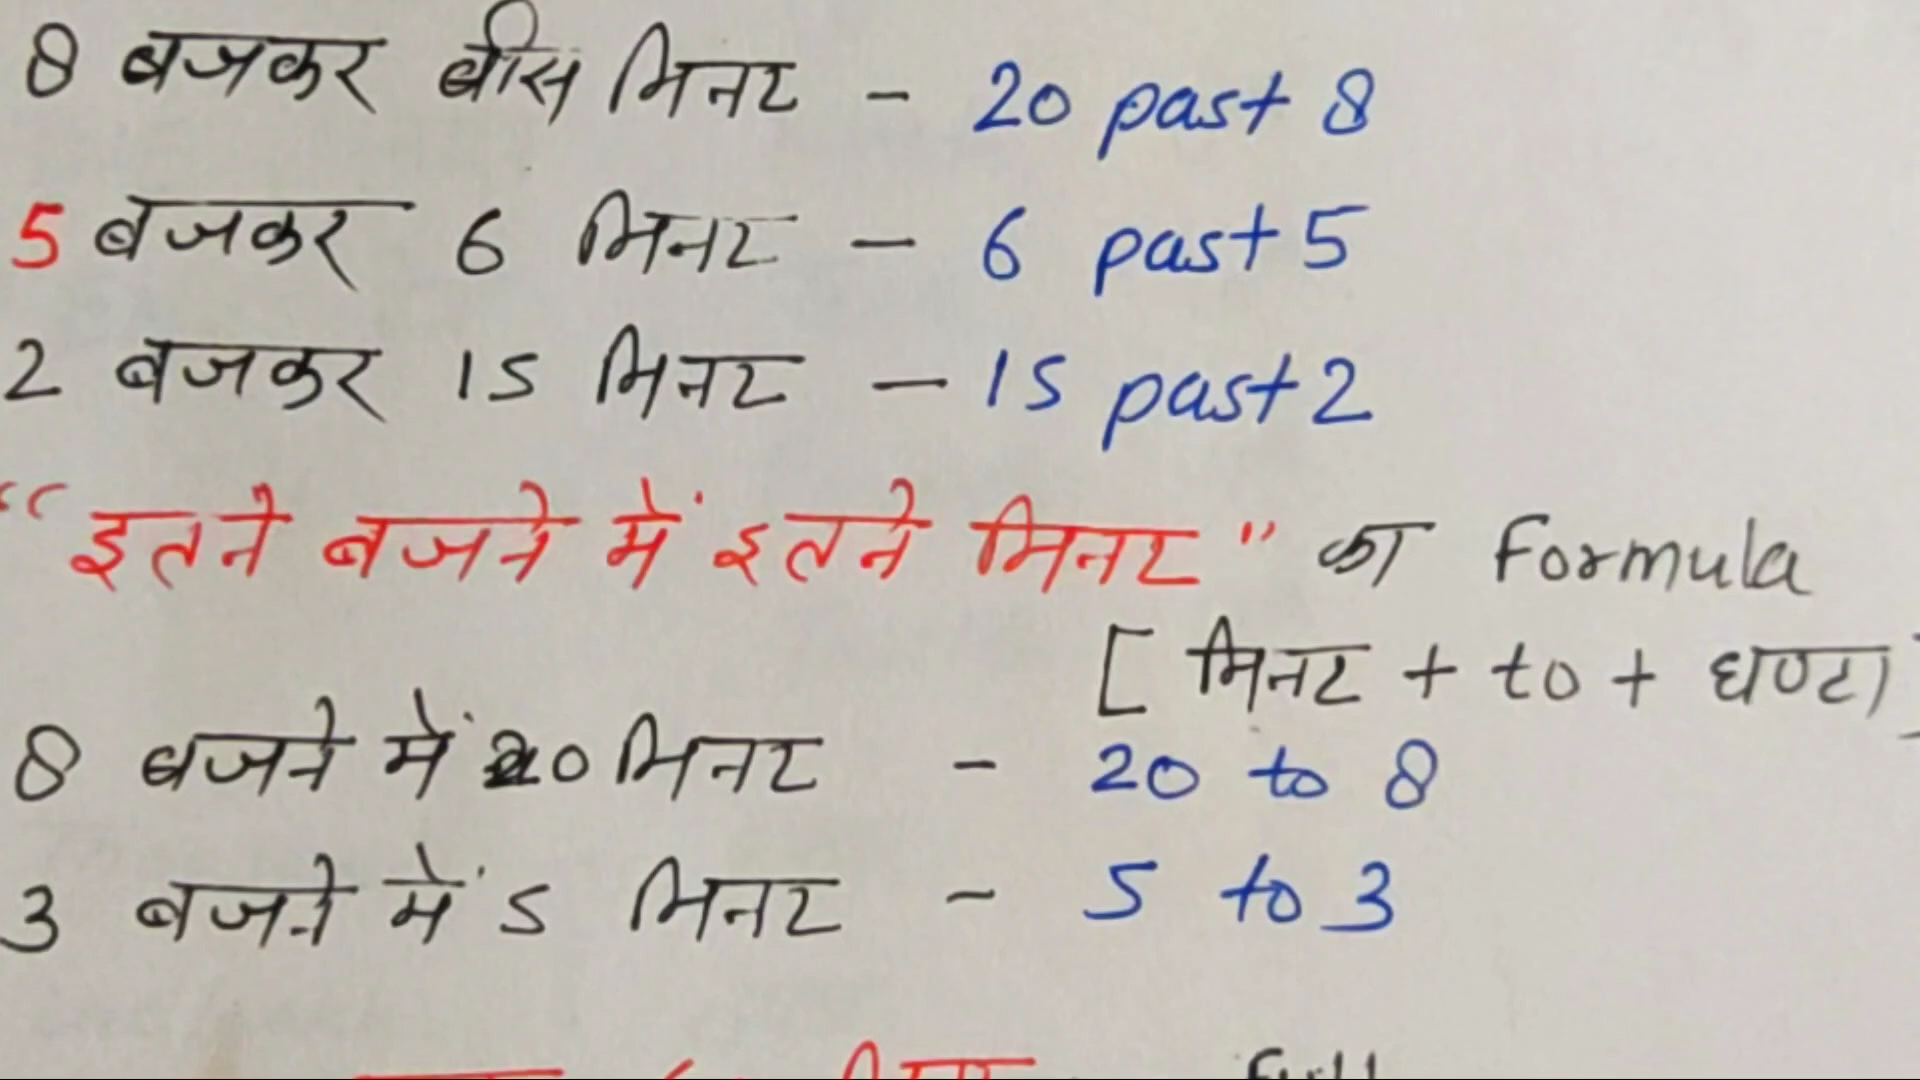 8 बजकर बीस मिनट - 20 past 8
5 बजकर 6 मिनट - 6 past 5
2 बजकर 15 मिनट - 15 past 2
"इतने बजने में इतने मिनट" का Formula
[मिनट + to + घण्टा]
8 बजने में 20 मिनट - 20 to 8
3 बजने में 5 मिनट - 5 to 3